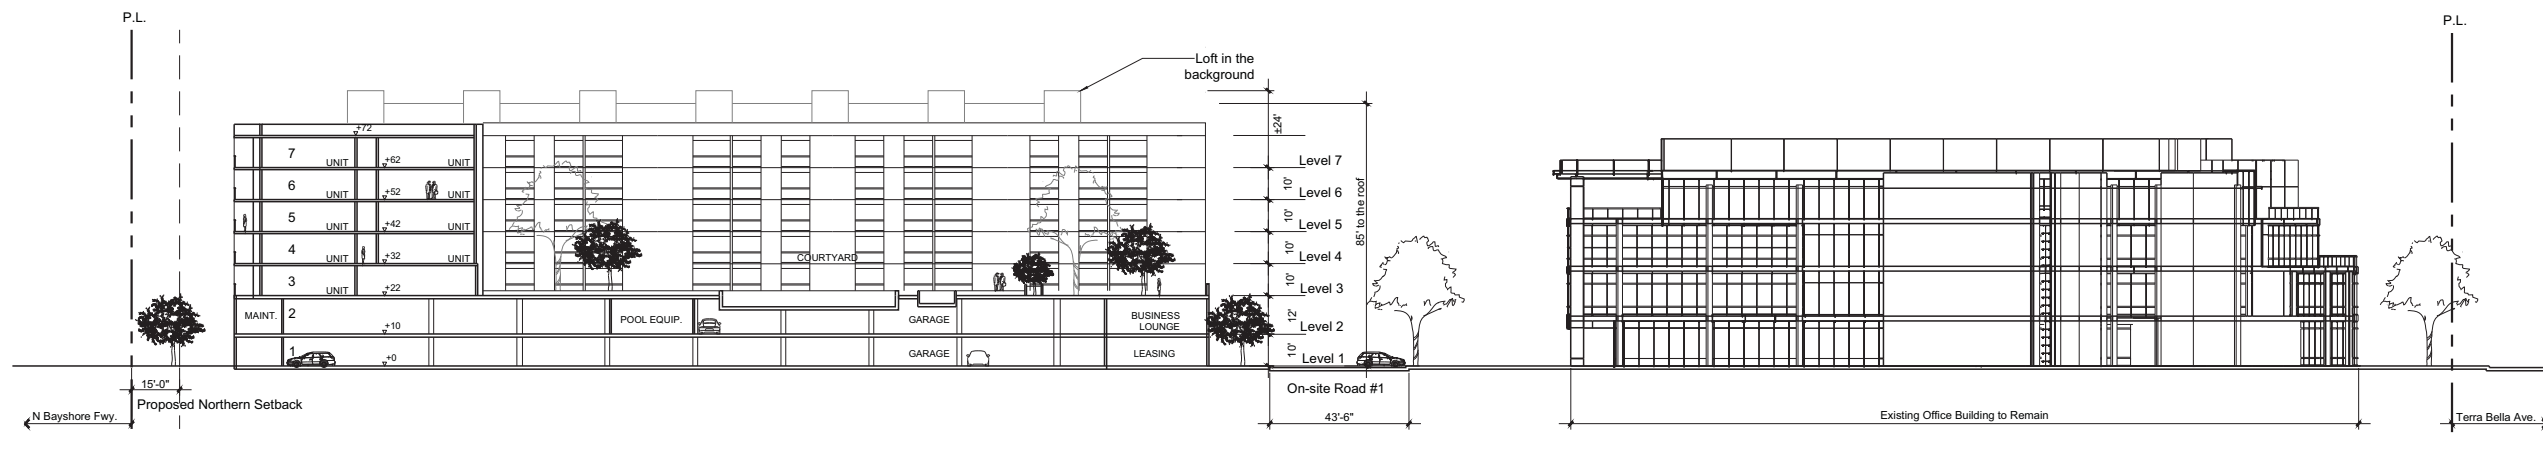 P.L.
P.L.
Loft in the
background
+72
7
UNIT
+62
UNIT
6
UNIT
+52
UNIT
5
UNIT
+42
UNIT
4
UNIT
+32
UNIT
3
UNIT
+22
COURTYARD
MAINT.
2
+10
POOL EQUIP.
GARAGE
BUSINESS
LOUNGE
1
+0
GARAGE
LEASING
±24'
Level 7
10'
Level 6
10'
Level 5
10'
Level 4
10'
Level 3
12'
Level 2
10'
Level 1
85' to the roof
On-site Road #1
43'-6"
15'-0"
Proposed Northern Setback
N Bayshore Fwy.
Existing Office Building to Remain
Terra Bella Ave.